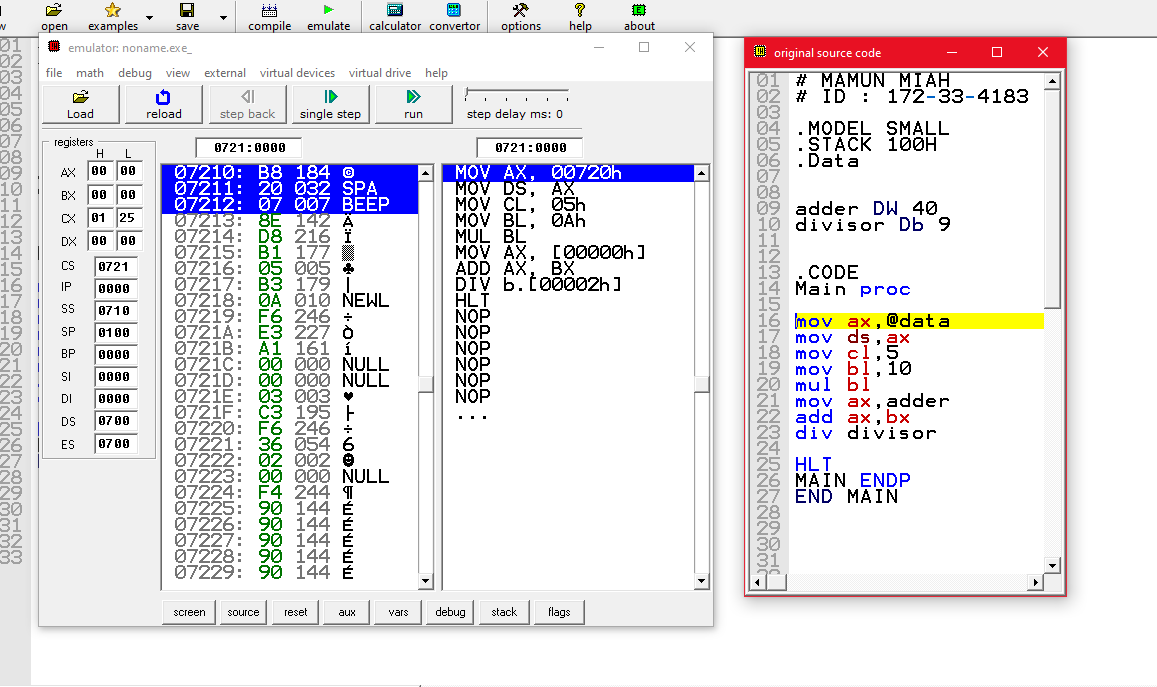 w open examples save compile emulate calculator convertor options help about
emulator: noname.exe_
file math debug view external virtual devices virtual drive help
Load reload step back single step run step delay ms: 0
registers
H L
AX 00 00
BX 00 00
CX 01 25
DX 00 00
CS 0721
IP 0000
SS 0710
SP 0100
BP 0000
SI 0000
DI 0000
DS 0700
ES 0700
0721:0000
07210: B8 184 ©
07211: 20 032 SPA
07212: 07 007 BEEP
07213: 8E 142 Ä
07214: D8 216 Ï
07215: B1 177 ▒
07216: 05 005 ♣
07217: B3 179 │
07218: 0A 010 NEWL
07219: F6 246 ÷
0721A: E3 227 Ò
0721B: A1 161 í
0721C: 00 000 NULL
0721D: 00 000 NULL
0721E: 03 003 ♥
0721F: C3 195 ├
07220: F6 246 ÷
07221: 36 054 6
07222: 02 002 ☻
07223: 00 000 NULL
07224: F4 244 ¶
07225: 90 144 É
07226: 90 144 É
07227: 90 144 É
07228: 90 144 É
07229: 90 144 É
0721:0000
MOV AX, 00720h
MOV DS, AX
MOV CL, 05h
MOV BL, 0Ah
MUL BL
MOV AX, [00000h]
ADD AX, BX
DIV b.[00002h]
HLT
NOP
NOP
NOP
NOP
NOP
NOP
...
screen source reset aux vars debug stack flags
original source code
01 # MAMUN MIAH
02 # ID : 172-33-4183
03
04 .MODEL SMALL
05 .STACK 100H
06 .Data
07
08
09 adder DW 40
10 divisor Db 9
11
12
13 .CODE
14 Main proc
15
16 mov ax,@data
17 mov ds,ax
18 mov cl,5
19 mov bl,10
20 mul bl
21 mov ax,adder
22 add ax,bx
23 div divisor
24
25 HLT
26 MAIN ENDP
27 END MAIN
28
29
30
31